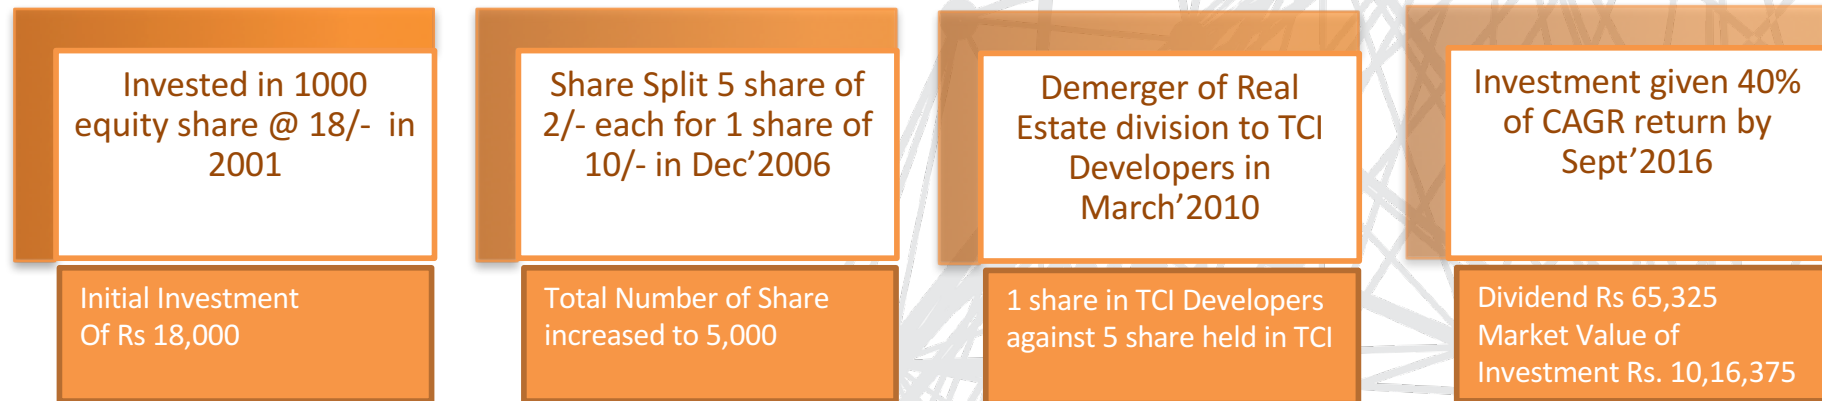 Invested in 1000
equity share @ 18/- in
2001
Initial Investment
Of Rs 18,000
Share Split 5 share of
2/- each for 1 share of
10/- in Dec’2006
Total Number of Share
increased to 5,000
Demerger of Real
Estate division to TCI
Developers in
March’2010
1 share in TCI Developers
against 5 share held in TCI
Investment given 40%
of CAGR return by
Sept’2016
Dividend Rs 65,325
Market Value of
Investment Rs. 10,16,375